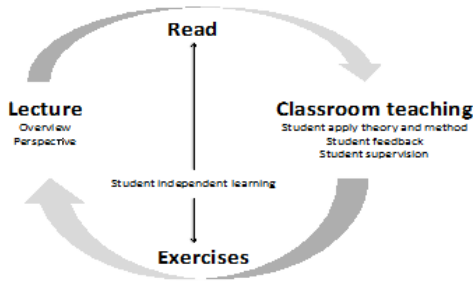 Read
Lecture
Overview
Perspective
Classroom teaching
Student apply theory and method
Student feedback
Student supervision
Student independent learning
Exercises